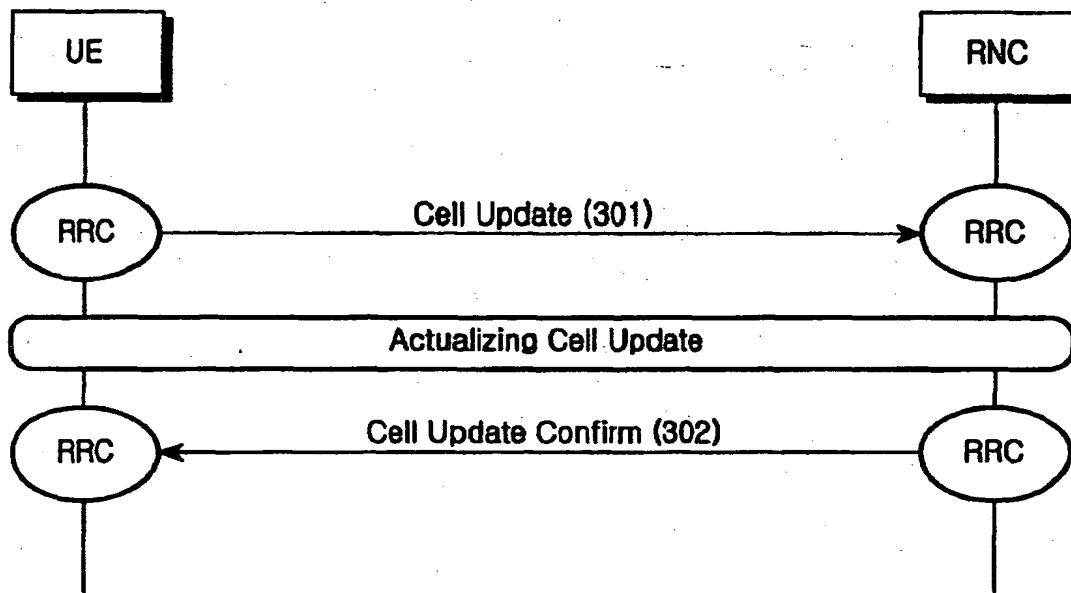 UE
RNC
Cell Update (301)
RRC
RRC
Actualizing Cell Update
Cell Update Confirm (302)
RRC
RRC